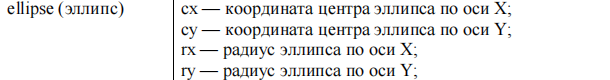 ellipse (эллипс) cx — координата центра эллипса по оси X;
cy — координата центра эллипса по оси Y;
rx — радиус эллипса по оси X;
ry — радиус эллипса по оси Y;